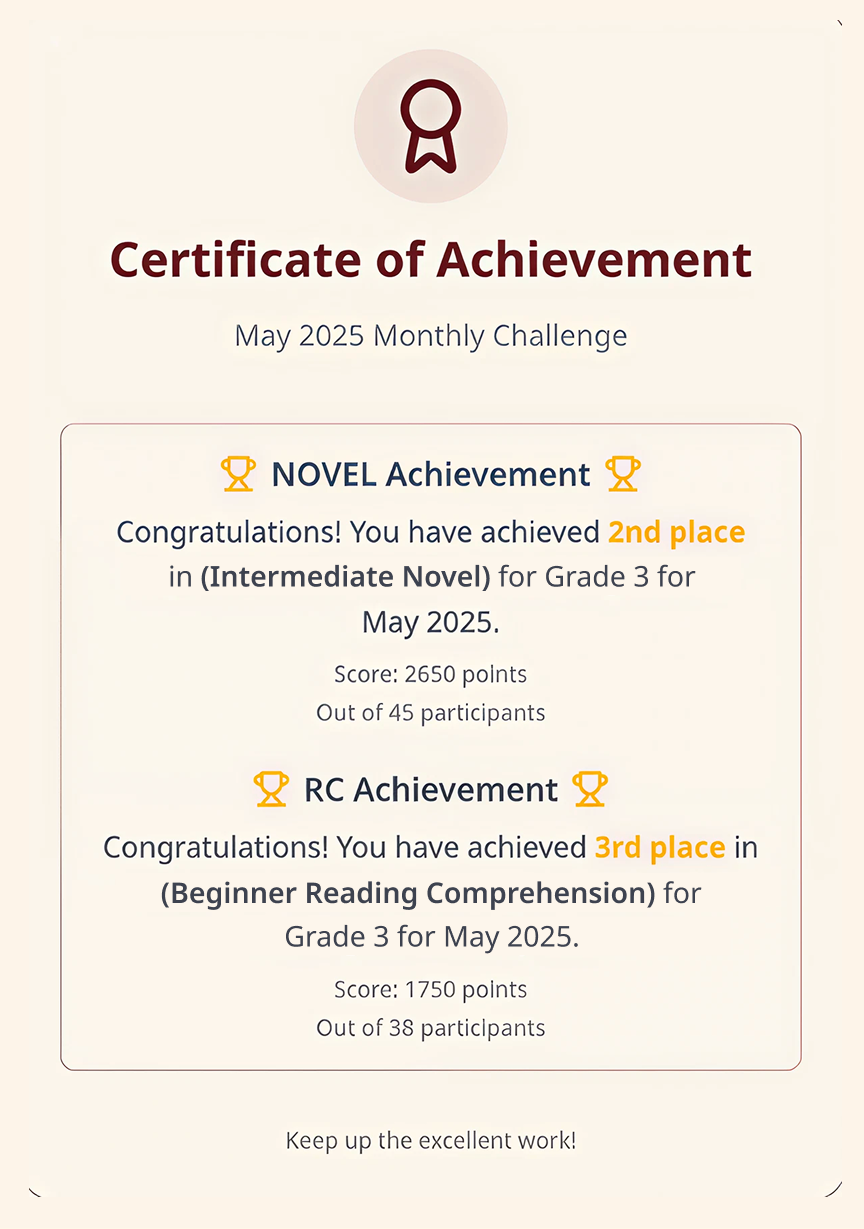 Certificate of Achievement
May 2025 Monthly Challenge
NOVEL Achievement
Congratulations! You have achieved 2nd place
in (Intermediate Novel) for Grade 3 for
May 2025.
Score: 2650 points
Out of 45 participants
RC Achievement
Congratulations! You have achieved 3rd place in
(Beginner Reading Comprehension) for
Grade 3 for May 2025.
Score: 1750 points
Out of 38 participants
Keep up the excellent work!